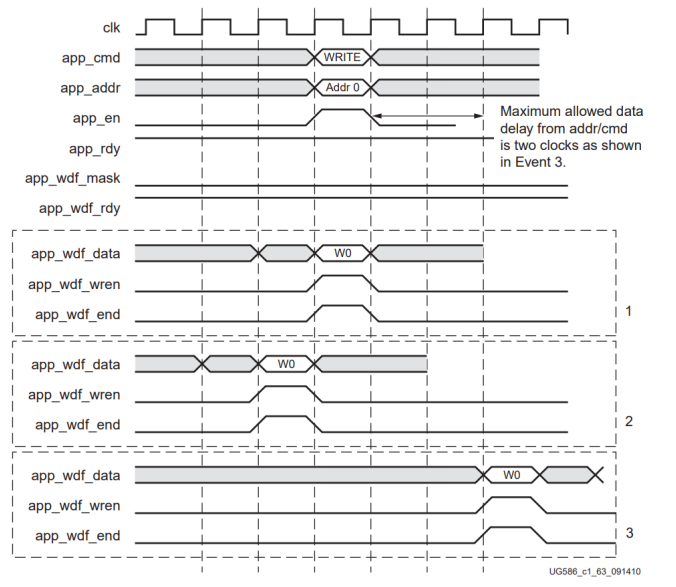 clk
app_cmd
WRITE
app_addr
Addr 0
app_en
Maximum allowed data
delay from addr/cmd
is two clocks as shown
in Event 3.
app_rdy
app_wdf_mask
app_wdf_rdy
app_wdf_data
W0
app_wdf_wren
app_wdf_end
1
app_wdf_data
W0
app_wdf_wren
app_wdf_end
2
app_wdf_data
W0
app_wdf_wren
app_wdf_end
3
UG586_c1_63_091410